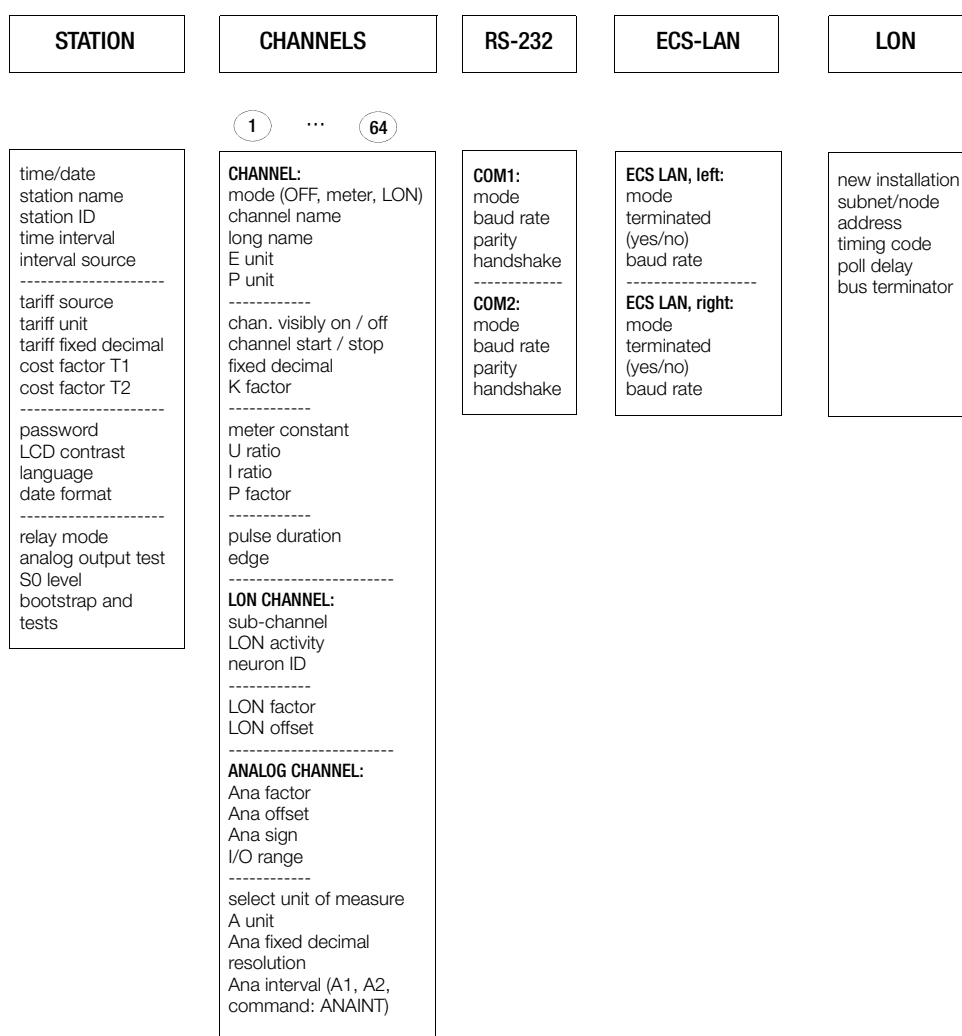 STATION
time/date
station name
station ID
time interval
interval source
---------------------
tariff source
tariff unit
tariff fixed decimal
cost factor T1
cost factor T2
---------------------
password
LCD contrast
language
date format
---------------------
relay mode
analog output test
S0 level
bootstrap and
tests
CHANNELS
1 ... 64
CHANNEL:
mode (OFF, meter, LON)
channel name
long name
E unit
P unit
------------
chan. visibly on / off
channel start / stop
fixed decimal
K factor
------------
meter constant
U ratio
I ratio
P factor
------------
pulse duration
edge
------------------------
LON CHANNEL:
sub-channel
LON activity
neuron ID
------------
LON factor
LON offset
------------------------
ANALOG CHANNEL:
Ana factor
Ana offset
Ana sign
I/O range
------------
select unit of measure
A unit
Ana fixed decimal
resolution
Ana interval (A1, A2,
command: ANAINT)
RS-232
COM1:
mode
baud rate
parity
handshake
-------------
COM2:
mode
baud rate
parity
handshake
ECS-LAN
ECS LAN, left:
mode
terminated
(yes/no)
baud rate
-------------------
ECS LAN, right:
mode
terminated
(yes/no)
baud rate
LON
new installation
subnet/node
address
timing code
poll delay
bus terminator